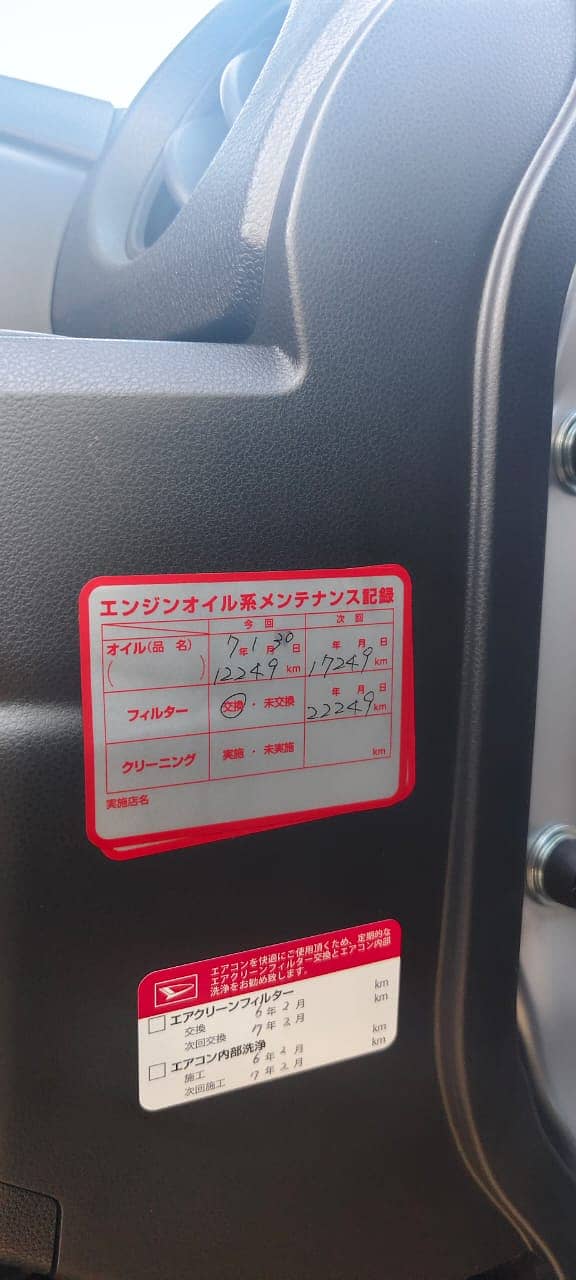 エンジンオイル系メンテナンス記録
今回 次回
オイル(品 名) 7年1月30日 年 月 日
( ) 12249km 17249km
フィルター 交換・未交換 年 月 日
22249km
クリーニング 実施・未実施 km
実施店名
エアコンを快適にご使用頂くため、定期的な
エアクリーンフィルター交換とエアコン内部
洗浄をお勧め致します。
エアクリーンフィルター
交換 6年2月 km
次回交換 7年2月 km
エアコン内部洗浄
施工 6年2月 km
次回施工 7年2月 km